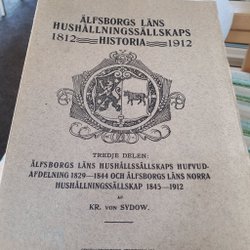 ÄLFSBORGS LÄNS
HUSHÅLLNINGSSÄLLSKAPS
1812 HISTORIA 1912
TREDJE DELEN:
ÄLFSBORGS LÄNS HUSHÅLLSSÄLLSKAPS HUFVUD-
AFDELNING 1829—1844 OCH ÄLFSBORGS LÄNS NORRA
HUSHÅLLNINGSSÄLLSKAP 1845—1912
AF
KR. VON SYDOW.